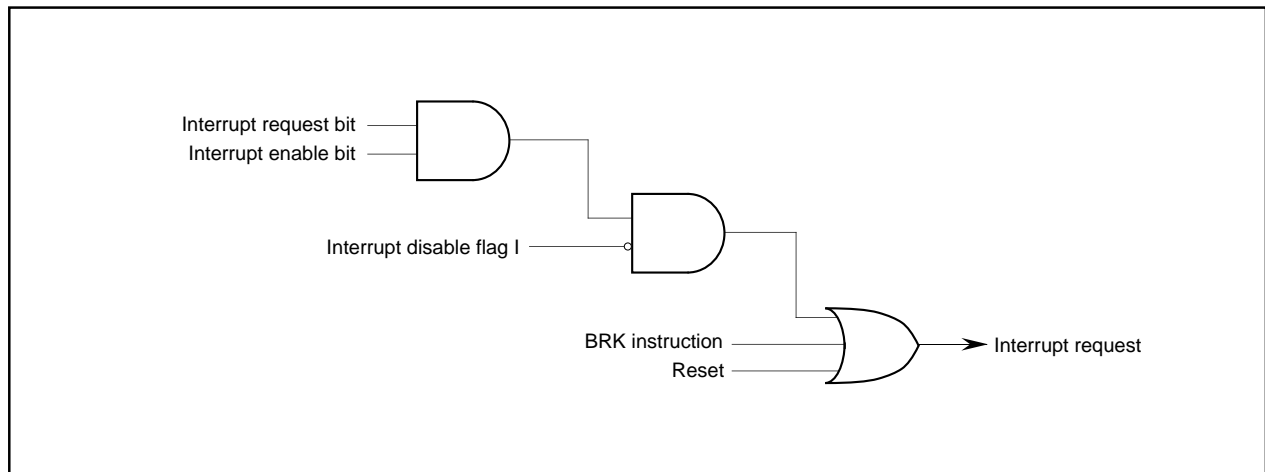 Interrupt request bit
Interrupt enable bit
Interrupt disable flag I
BRK instruction
Reset
Interrupt request